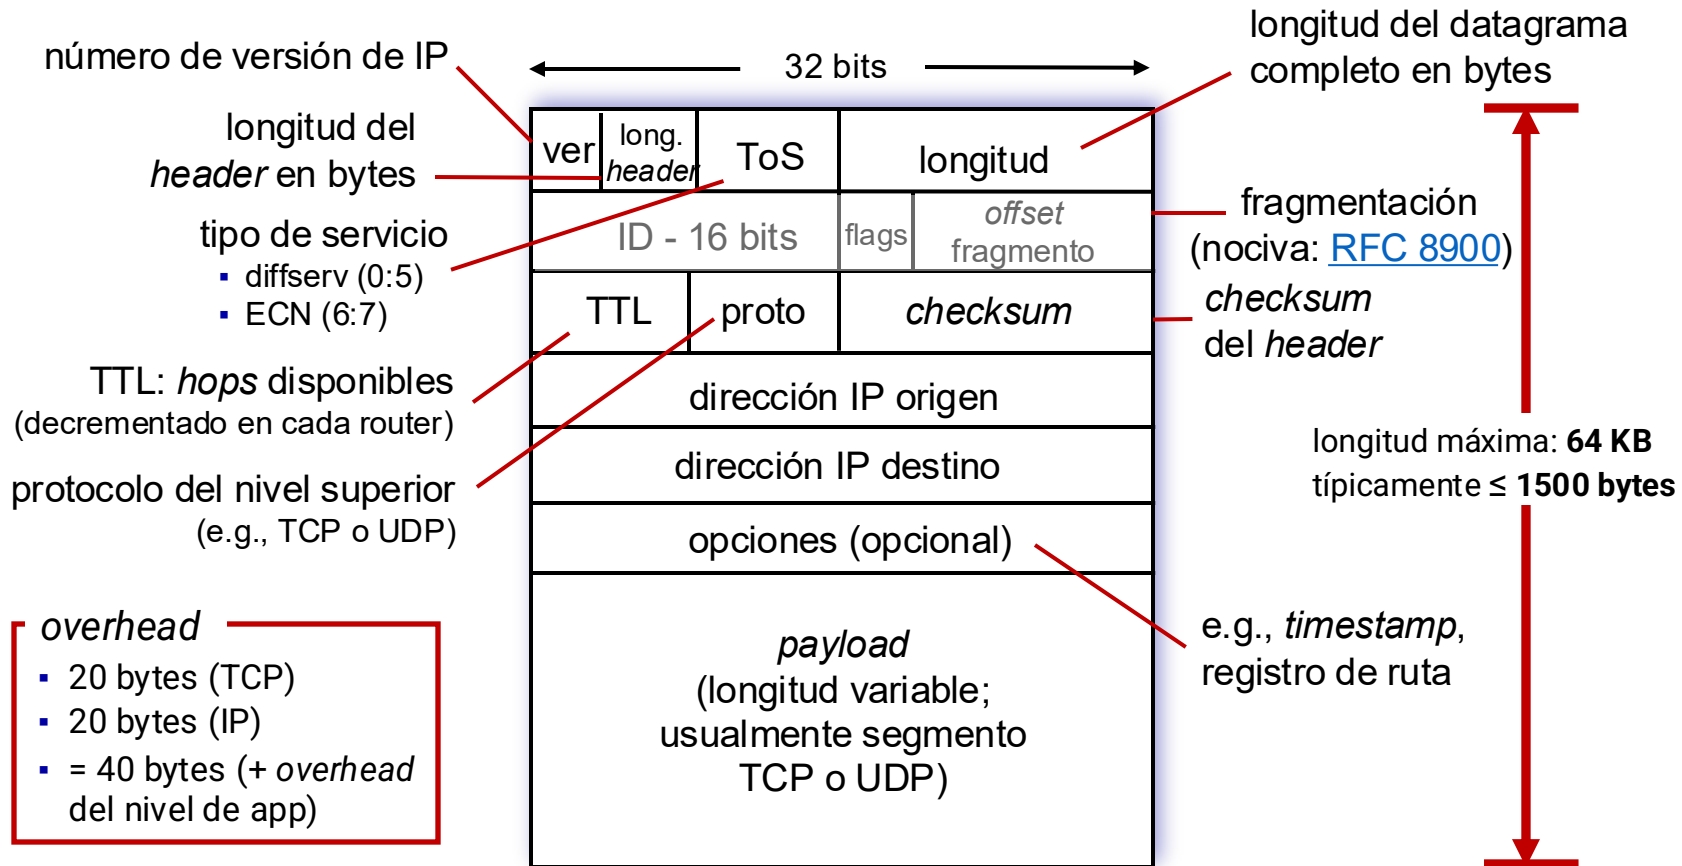 número de versión de IP
longitud del
header en bytes
tipo de servicio
▪ diffserv (0:5)
▪ ECN (6:7)
TTL: hops disponibles
(decrementado en cada router)
protocolo del nivel superior
(e.g., TCP o UDP)
overhead
▪ 20 bytes (TCP)
▪ 20 bytes (IP)
▪ = 40 bytes (+ overhead
del nivel de app)
32 bits
ver
long.
header
ToS
longitud
ID - 16 bits
flags
offset
fragmento
TTL
proto
checksum
dirección IP origen
dirección IP destino
opciones (opcional)
payload
(longitud variable;
usualmente segmento
TCP o UDP)
longitud del datagrama
completo en bytes
fragmentación
(nociva: RFC 8900)
checksum
del header
longitud máxima: 64 KB
típicamente ≤ 1500 bytes
e.g., timestamp,
registro de ruta